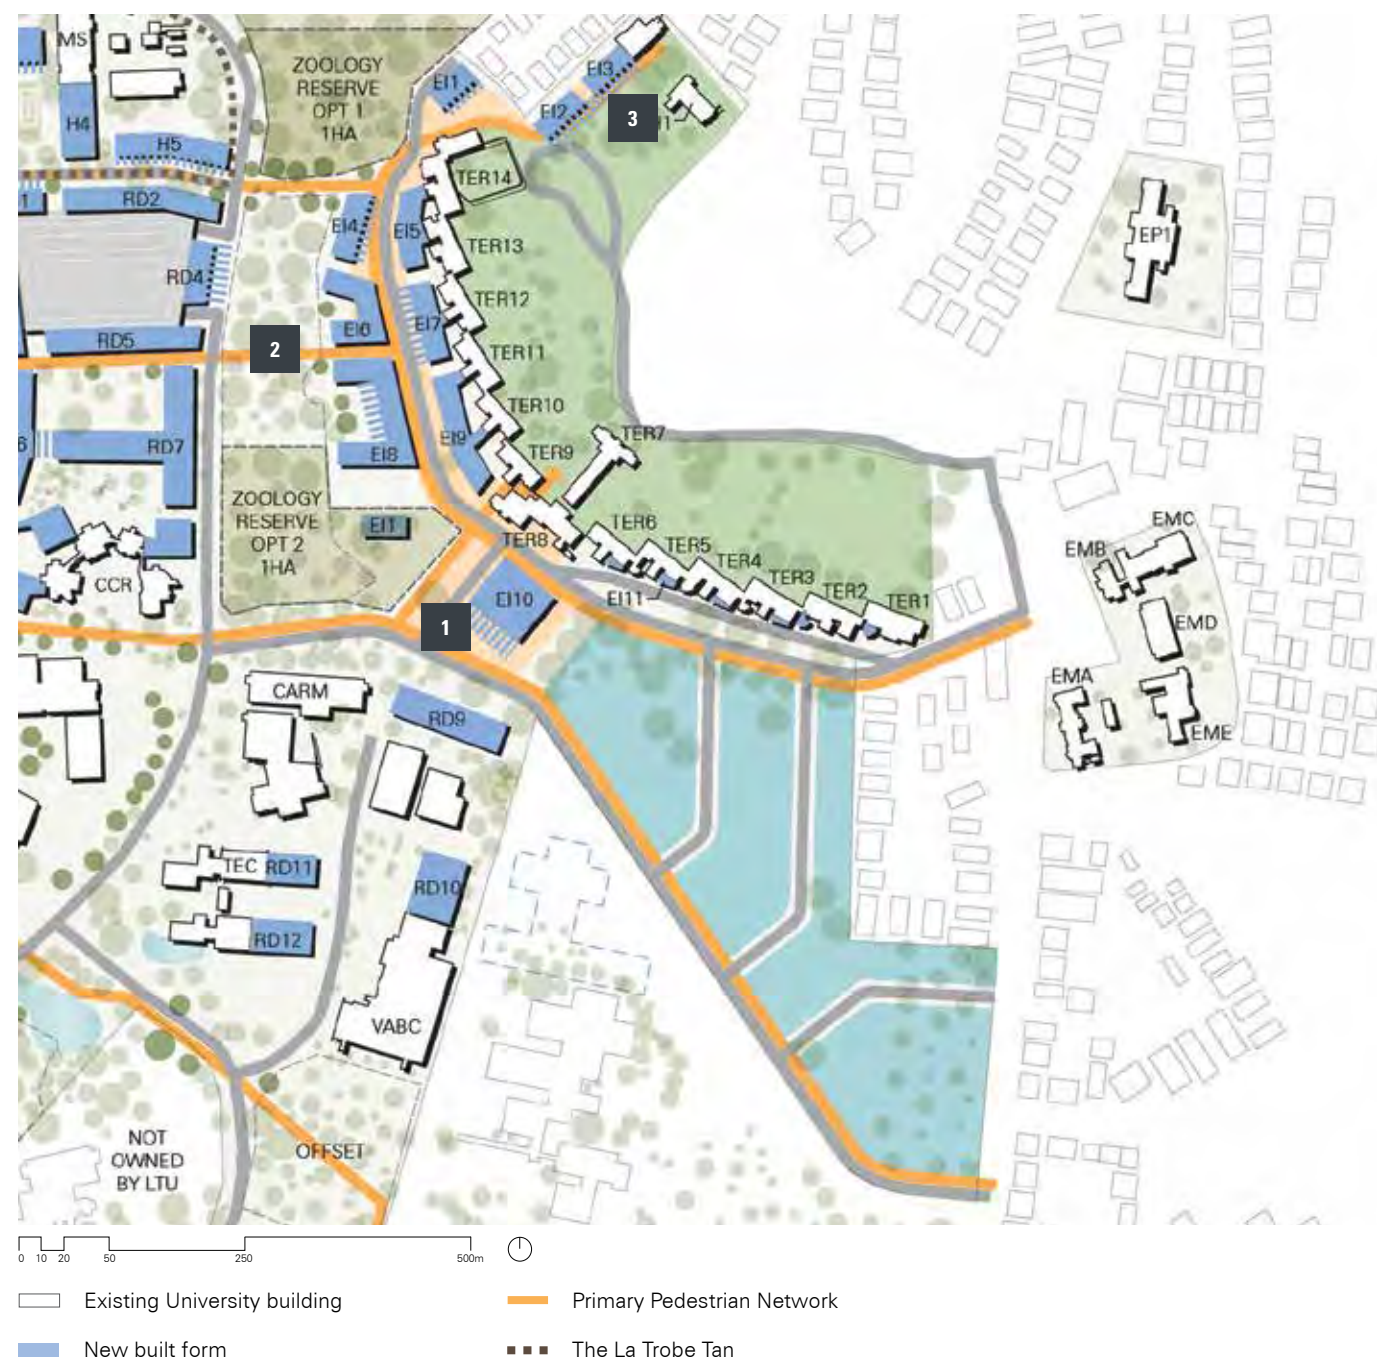 MS
ZOOLOGY
RESERVE
OPT 1
1HA
EI1
EI3
EI2
3
H4
H5
TER14
1
RD2
EI4
EI5
TER13
EP1
RD4
TER12
EI6
EI7
RD5
2
TER11
TER10
6
RD7
EI9
TER7
EI8
TER9
ZOOLOGY
RESERVE
OPT 2
1HA
EI1
TER6
EMC
TER8
TER5
EMB
TER4
CCR
TER3
EI10
EI11
TER2
TER1
1
EMD
EMA
CARM
RD9
EME
TEC
RD11
RD10
RD12
VABC
NOT
OWNED
BY LTU
OFFSET
0 10 20 50 250 500m
Existing University building
Primary Pedestrian Network
New built form
The La Trobe Tan